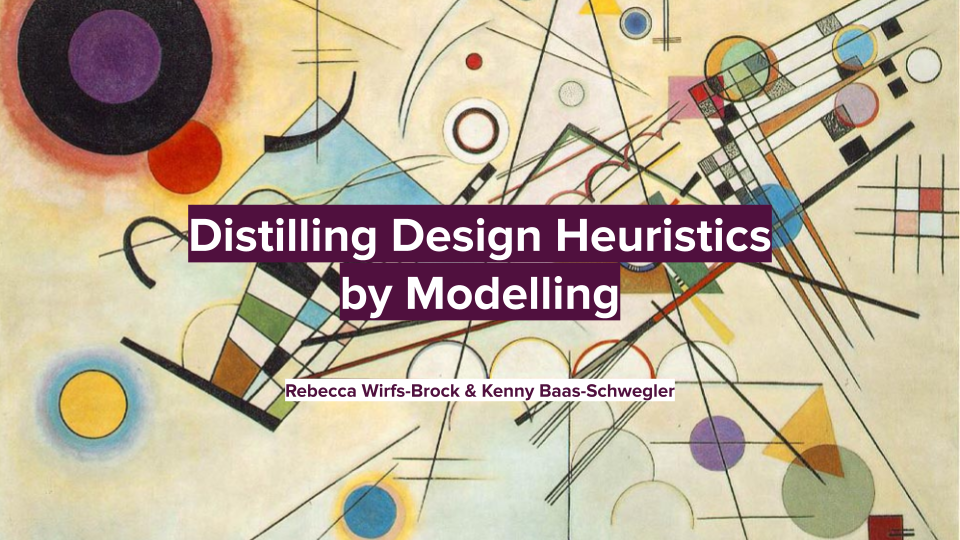 Distilling Design Heuristics
by Modelling
Rebecca Wirfs-Brock & Kenny Baas-Schwegler